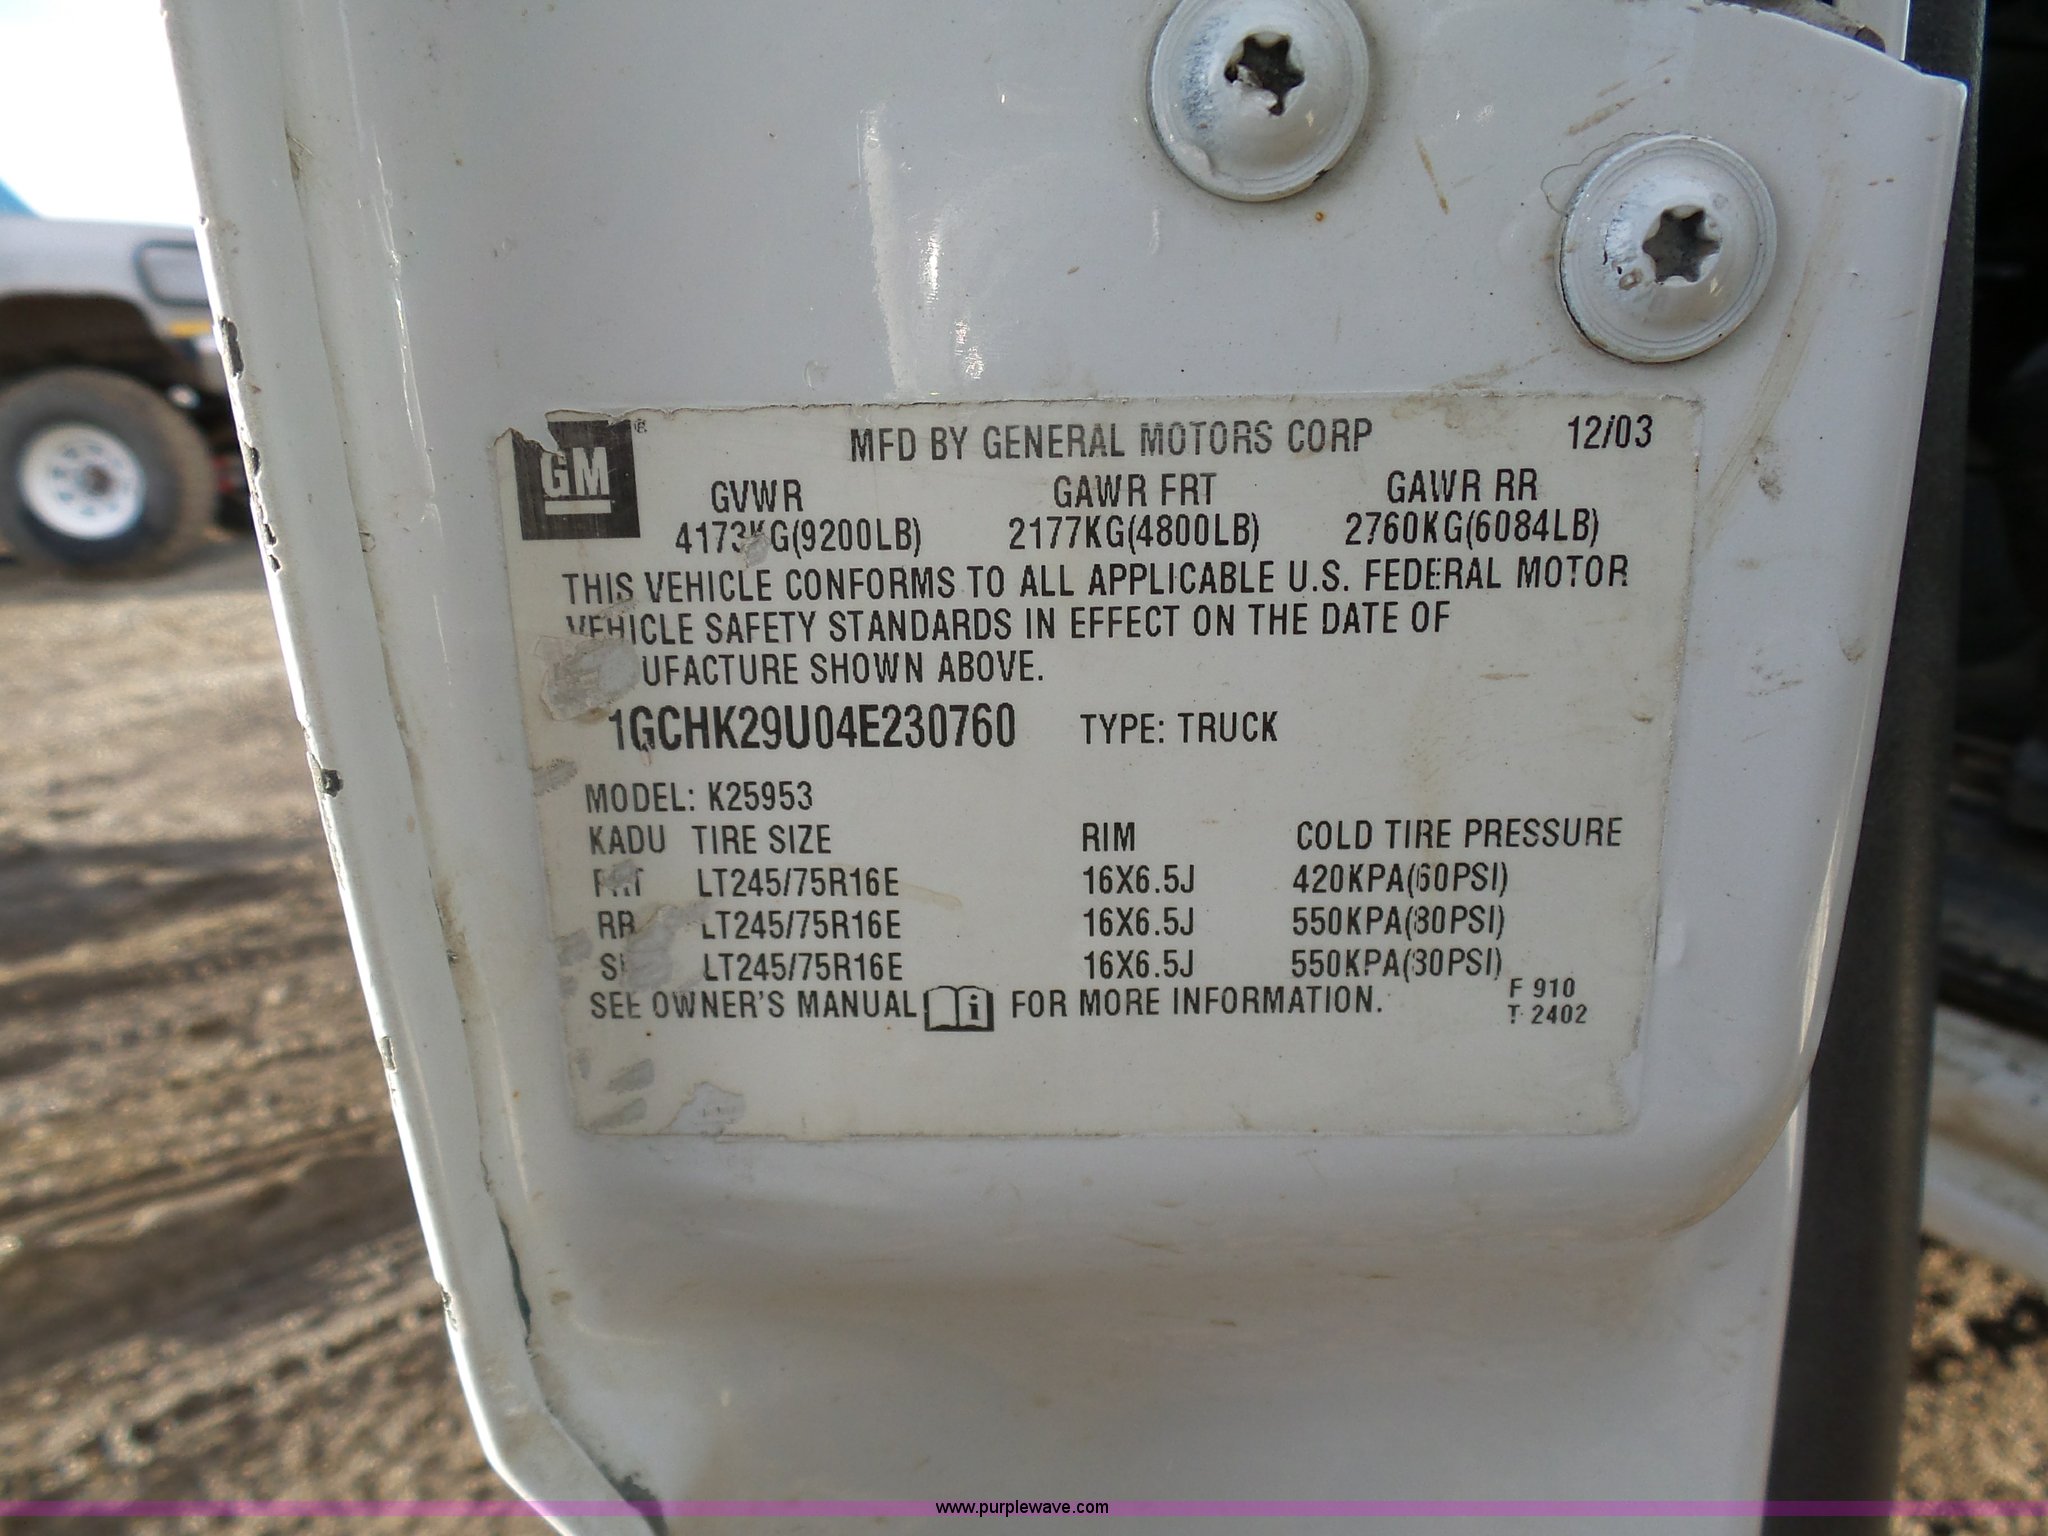 GM ®
MFD BY GENERAL MOTORS CORP 12/03
GVWR GAWR FRT GAWR RR
4173KG(9200LB) 2177KG(4800LB) 2760KG(6084LB)
THIS VEHICLE CONFORMS TO ALL APPLICABLE U.S. FEDERAL MOTOR
VEHICLE SAFETY STANDARDS IN EFFECT ON THE DATE OF
UFACTURE SHOWN ABOVE.
1GCHK29U04E230760 TYPE: TRUCK
MODEL: K25953
KADU TIRE SIZE RIM COLD TIRE PRESSURE
FRT LT245/75R16E 16X6.5J 420KPA(60PSI)
RR LT245/75R16E 16X6.5J 550KPA(80PSI)
LT245/75R16E 16X6.5J 550KPA(80PSI)
SEE OWNER'S MANUAL i FOR MORE INFORMATION.
F 910
T 2402
www.purplewave.com